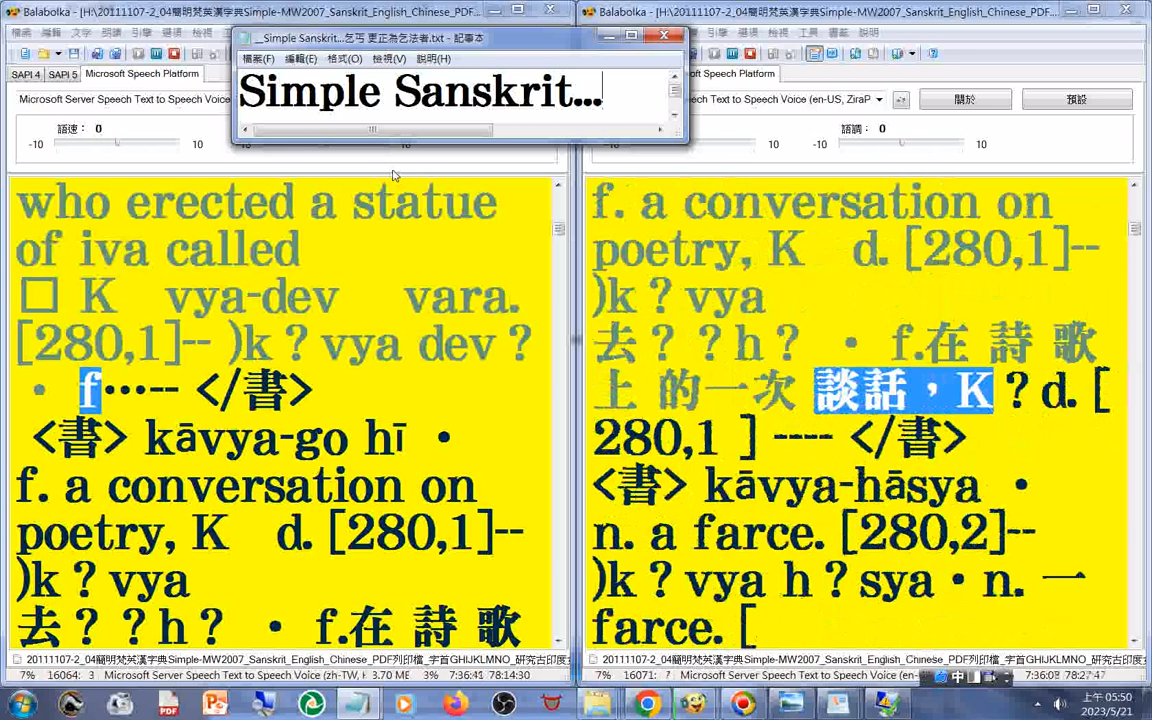 Balabolka - [H:\20111107-2_04簡明梵英漢字典Simple-MW2007_Sanskrit_English_Chinese_PDF...
Balabolka - [H:\20111107-2_04簡明梵英漢字典Simple-MW2007_Sanskrit_English_Chinese_PDF...
__Simple Sanskrit...乞丐 更正為乞法者.txt - 記事本
檔案(F) 編輯(E) 格式(O) 檢視(V) 說明(H)
Simple Sanskrit...
SAPI 4 SAPI 5 Microsoft Speech Platform
Microsoft Server Speech Text to Speech Voice
語速： 0
-10 10
ch Text to Speech Voice (en-US, ZiraP
關於 預設
語調： 0
-10 10
who erected a statue
of iva called
□ K vya-dev vara.
[280,1]-- )k？vya dev？
• f…-- </書>
<書> kāvya-go hī •
f. a conversation on
poetry, K d. [280,1]--
)k？vya
去？？h？ • f.在 詩 歌
f. a conversation on
poetry, K d. [280,1]--
)k？vya
去？？h？ • f.在 詩 歌
上 的一次 談話，K？d. [
280,1 ] ---- </書>
<書> kāvya-hāsya •
n. a farce. [280,2]--
)k？vya h？sya • n. 一
farce. [
20111107-2_04簡明梵英漢字典Simple-MW2007_Sanskrit_English_Chinese_PDF列印檔_字首GHIJKLMNO_研究古印度
20111107-2_04簡明梵英漢字典Simple-MW2007_Sanskrit_English_Chinese_PDF列印檔_字首GHIJKLMNO_研究古印度
7% 16064: 3 Microsoft Server Speech Text to Speech Voice (zh-TW, H 3.70 ME 3% 7:36:4 78:14:30
7% 16071: ? Microsoft Server Speech Text to Speech Voice 7:36:0
上午 05:50
2023/5/21